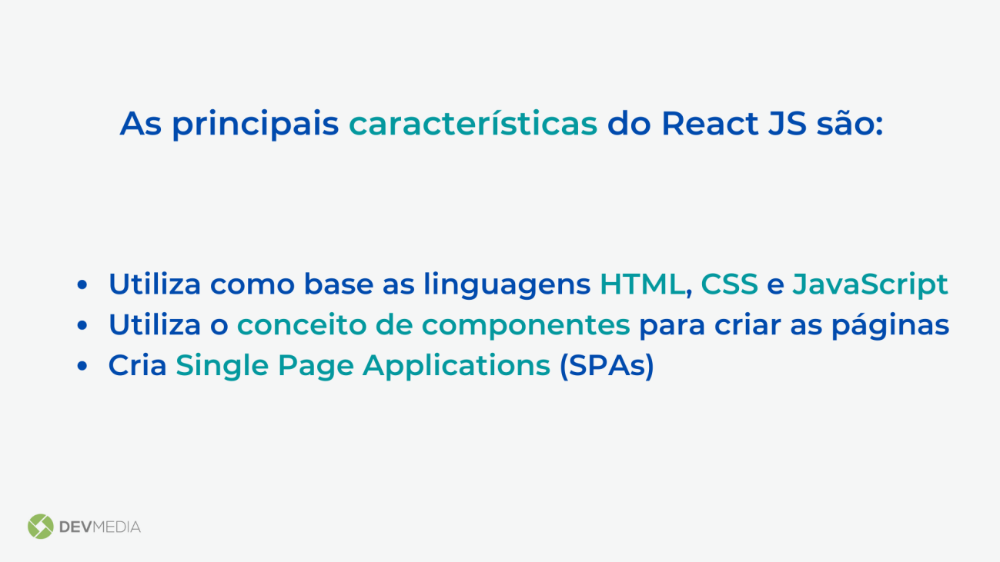 As principais características do React JS são:
• Utiliza como base as linguagens HTML, CSS e JavaScript
• Utiliza o conceito de componentes para criar as páginas
• Cria Single Page Applications (SPAs)
DEVMEDIA